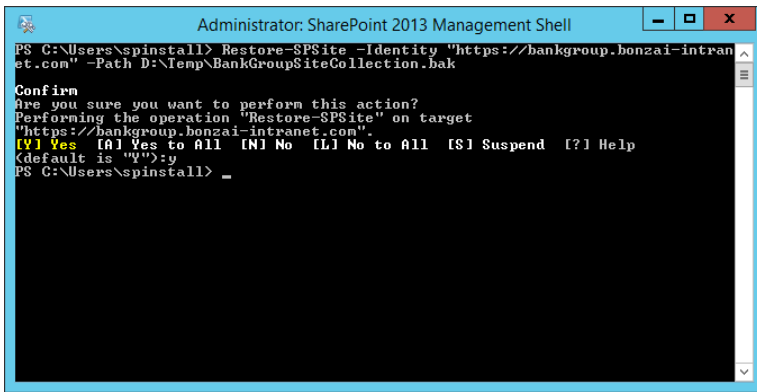 Administrator: SharePoint 2013 Management Shell
PS C:\Users\spinstall> Restore-SPSite -Identity "https://bankgroup.bonzai-intran
et.com" -Path D:\Temp\BankGroupSiteCollection.bak
Confirm
Are you sure you want to perform this action?
Performing the operation "Restore-SPSite" on target
"https://bankgroup.bonzai-intranet.com".
[Y] Yes  [A] Yes to All  [N] No  [L] No to All  [S] Suspend  [?] Help
(default is "Y"):y
PS C:\Users\spinstall> _